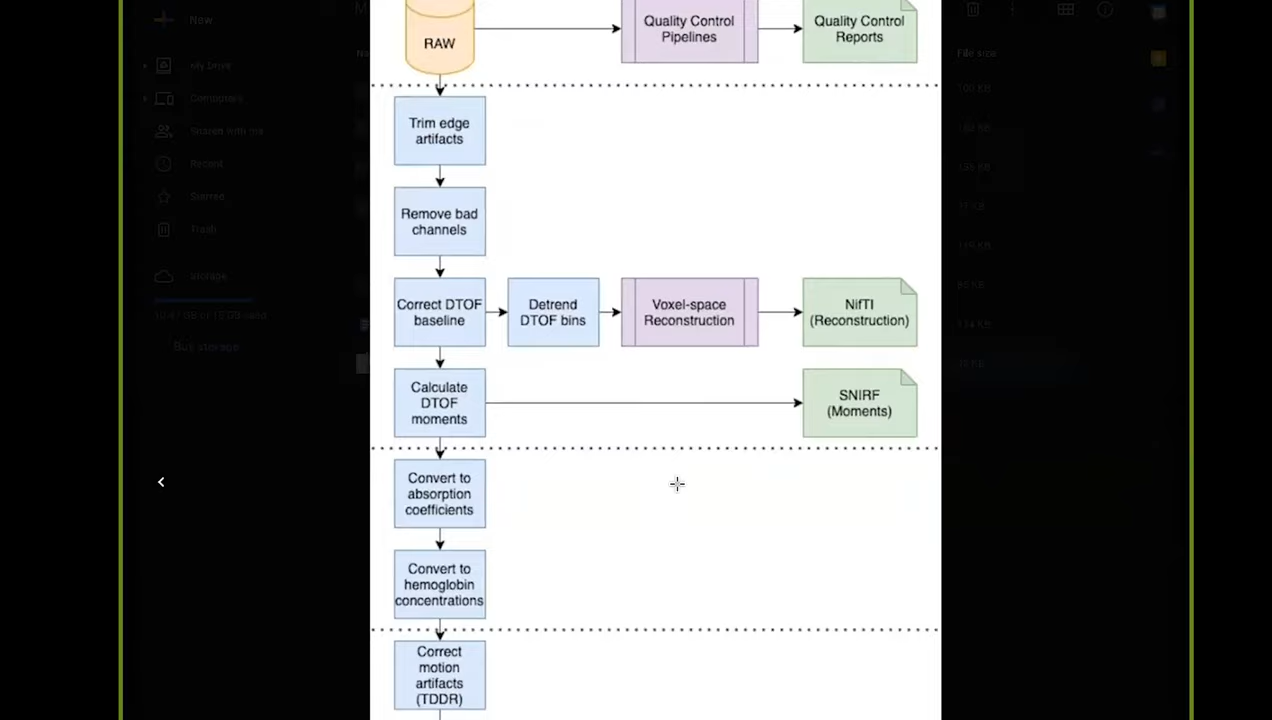 New
My Drive
Computers
Shared with me
Recent
Starred
Trash
Storage
Buy storage
File size
RAW
Quality Control
Pipelines
Quality Control
Reports
Trim edge
artifacts
Remove bad
channels
Correct DTOF
baseline
Detrend
DTOF bins
Voxel-space
Reconstruction
NifTI
(Reconstruction)
Calculate
DTOF
moments
SNIRF
(Moments)
Convert to
absorption
coefficients
Convert to
hemoglobin
concentrations
Correct
motion
artifacts
(TDDR)